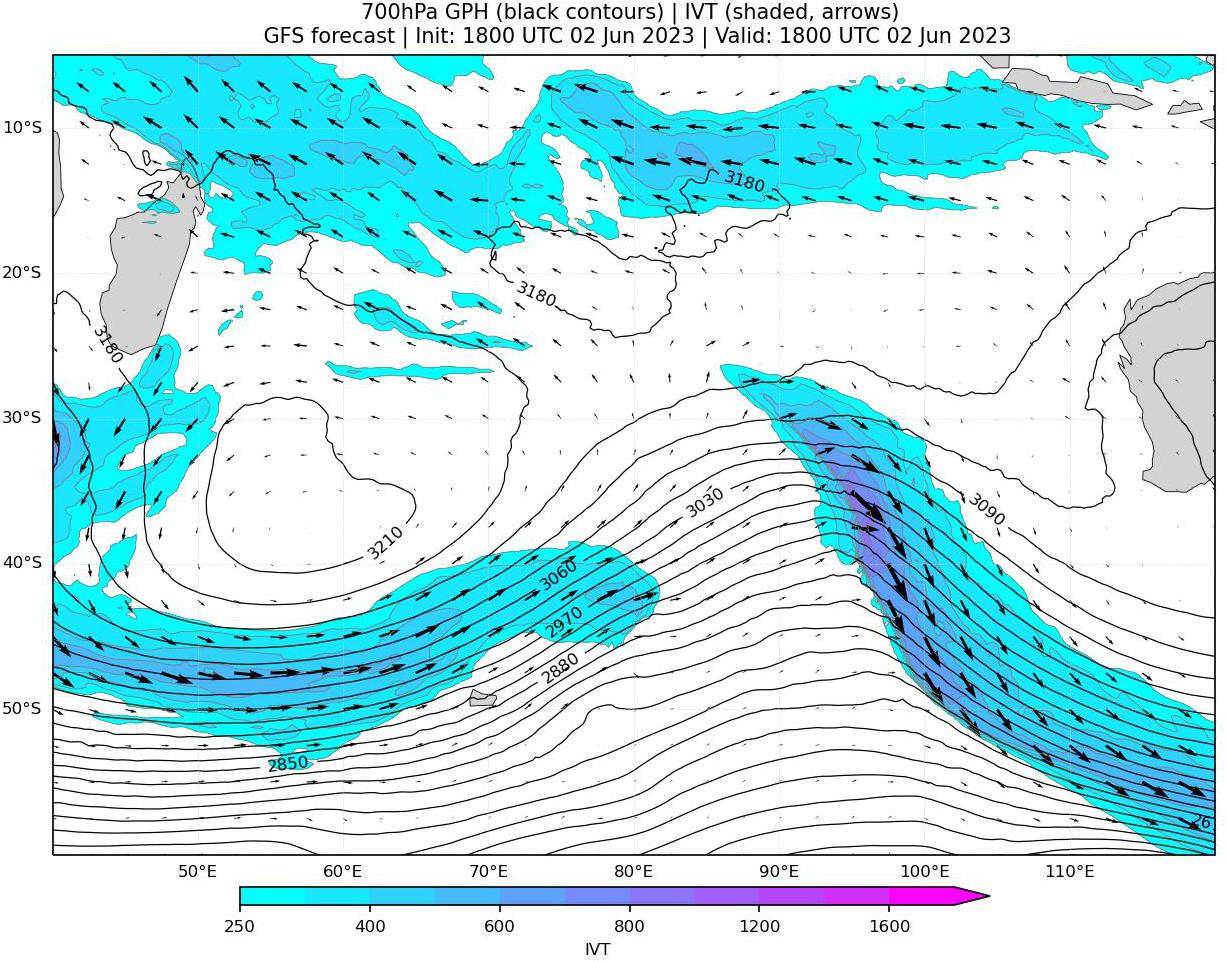 700hPa GPH (black contours) | IVT (shaded, arrows)
GFS forecast | Init: 1800 UTC 02 Jun 2023 | Valid: 1800 UTC 02 Jun 2023
10°S
3180
20°S
3180
3180
30°S
3030
3090
3210
40°S
3060
2970
2880
50°S
2850
26
50°E 60°E 70°E 80°E 90°E 100°E 110°E
250 400 600 800 1200 1600
IVT